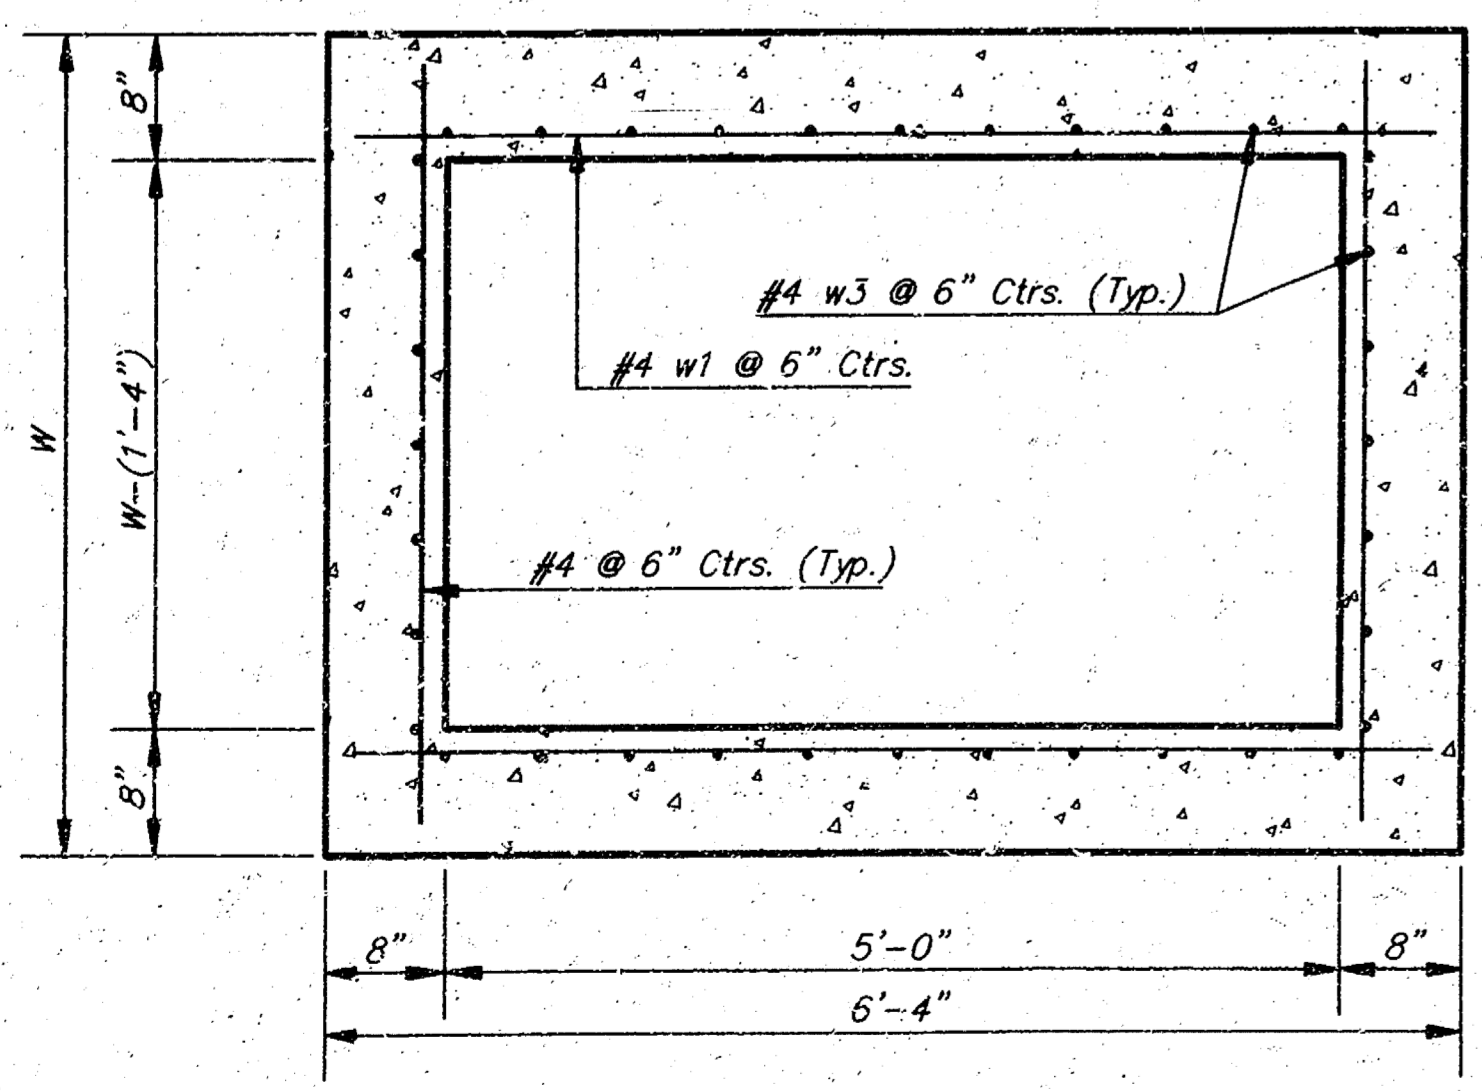 8"
W
W-(1'-4")
8"
#4 w3 @ 6" Ctrs. (Typ.)
#4 w1 @ 6" Ctrs.
#4 @ 6" Ctrs. (Typ.)
8"
5'-0"
8"
6'-4"